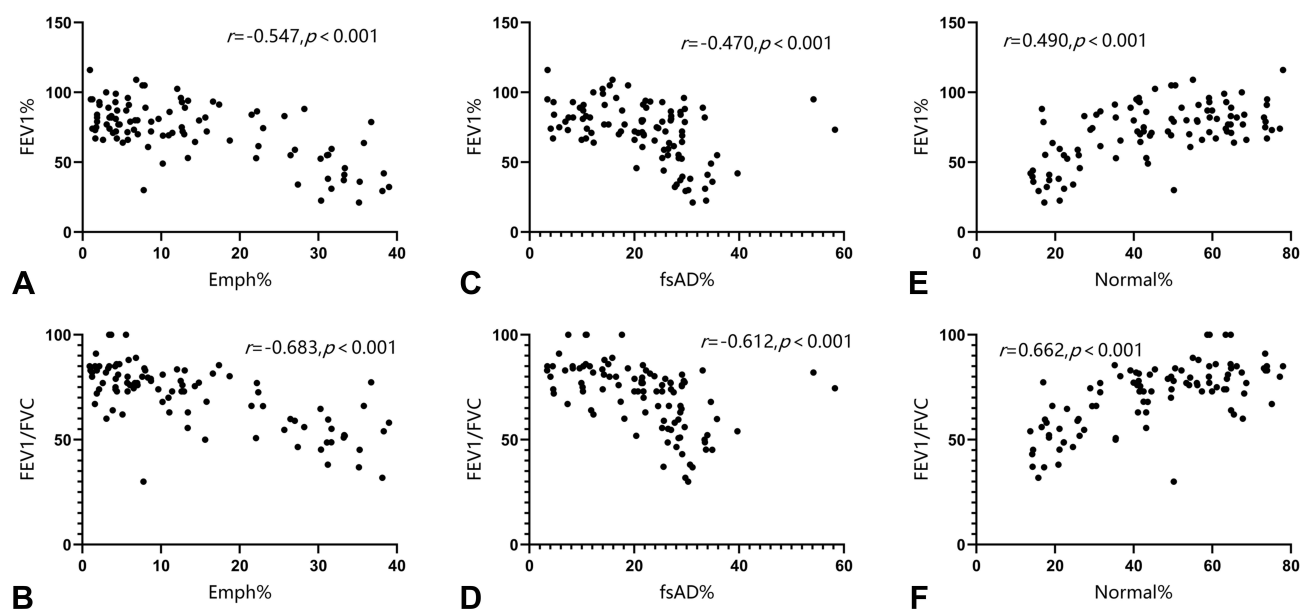 150
100
50
0
FEV1%
r=-0.547,p < 0.001
0 10 20 30 40
Emph%
A
150
100
50
0
FEV1%
r=-0.470,p < 0.001
0 20 40 60
fsAD%
C
150
100
50
0
FEV1%
r=0.490,p < 0.001
0 20 40 60 80
Normal%
E
100
50
0
FEV1/FVC
r=-0.683,p < 0.001
0 10 20 30 40
Emph%
B
100
50
0
FEV1/FVC
r=-0.612,p < 0.001
0 20 40 60
fsAD%
D
100
50
0
FEV1/FVC
r=0.662,p < 0.001
0 20 40 60 80
Normal%
F